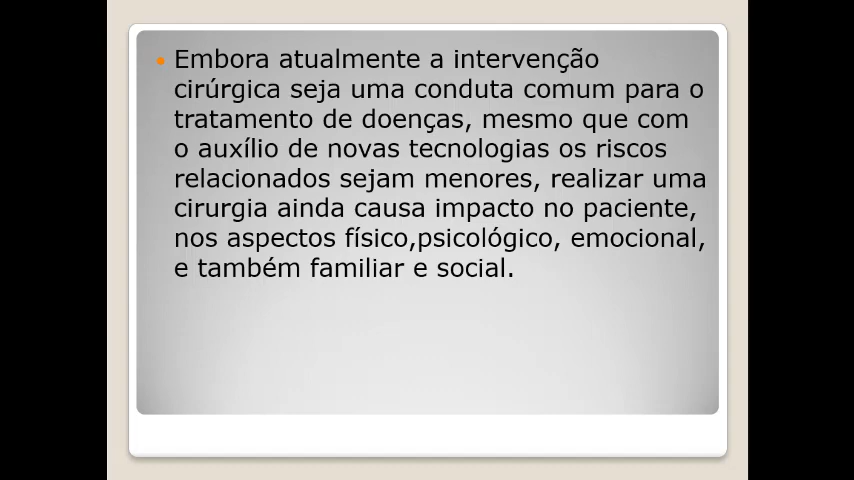 Embora atualmente a intervenção
cirúrgica seja uma conduta comum para o
tratamento de doenças, mesmo que com
o auxílio de novas tecnologias os riscos
relacionados sejam menores, realizar uma
cirurgia ainda causa impacto no paciente,
nos aspectos físico,psicológico, emocional,
e também familiar e social.